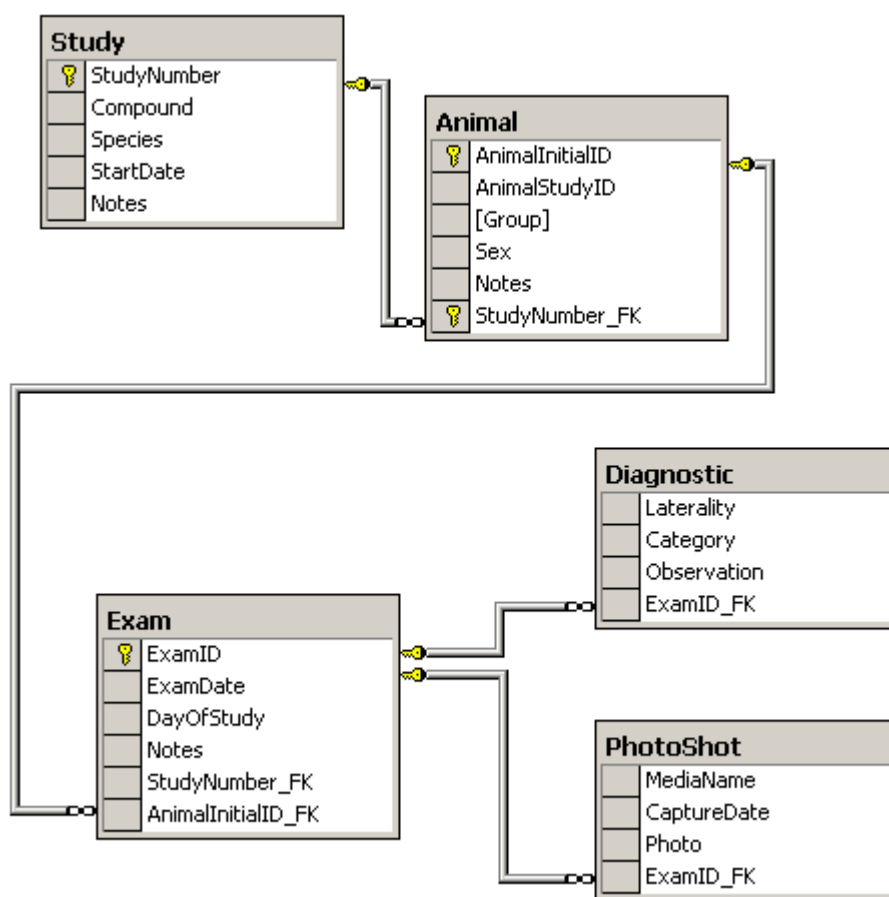 Study
StudyNumber
Compound
Species
StartDate
Notes
Animal
AnimalInitialID
AnimalStudyID
[Group]
Sex
Notes
StudyNumber_FK
Diagnostic
Laterality
Category
Observation
ExamID_FK
Exam
ExamID
ExamDate
DayOfStudy
Notes
StudyNumber_FK
AnimalInitialID_FK
PhotoShot
MediaName
CaptureDate
Photo
ExamID_FK